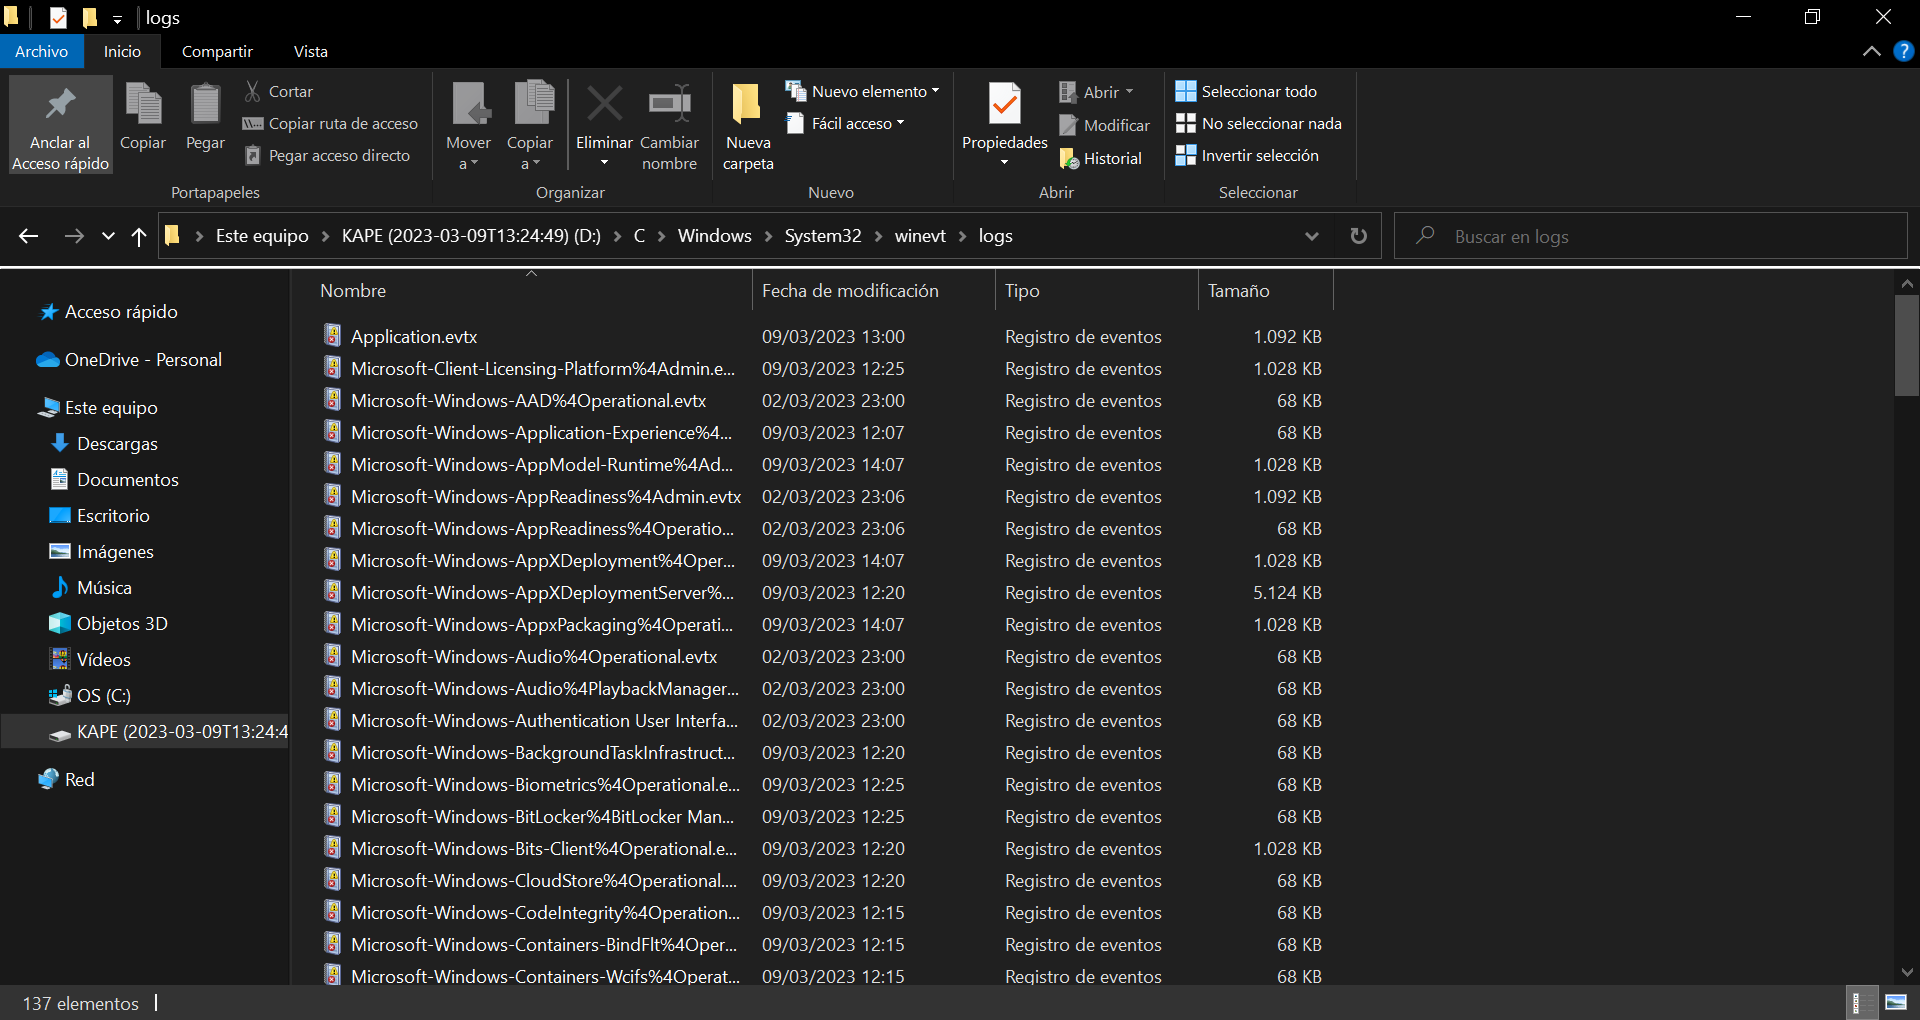 logs
Archivo Inicio Compartir Vista
Anclar al Acceso rápido
Copiar
Pegar
Cortar
Copiar ruta de acceso
Pegar acceso directo
Portapapeles
Mover a
Copiar a
Eliminar
Cambiar nombre
Organizar
Nueva carpeta
Nuevo elemento
Fácil acceso
Nuevo
Propiedades
Abrir
Modificar
Historial
Abrir
Seleccionar todo
No seleccionar nada
Invertir selección
Seleccionar
Este equipo > KAPE (2023-03-09T13:24:49) (D:) > C > Windows > System32 > winevt > logs
Buscar en logs
Acceso rápido
OneDrive - Personal
Este equipo
Descargas
Documentos
Escritorio
Imágenes
Música
Objetos 3D
Vídeos
OS (C:)
KAPE (2023-03-09T13:24:4
Red
Nombre Fecha de modificación Tipo Tamaño
Application.evtx 09/03/2023 13:00 Registro de eventos 1.092 KB
Microsoft-Client-Licensing-Platform%4Admin.e... 09/03/2023 12:25 Registro de eventos 1.028 KB
Microsoft-Windows-AAD%4Operational.evtx 02/03/2023 23:00 Registro de eventos 68 KB
Microsoft-Windows-Application-Experience%4... 09/03/2023 12:07 Registro de eventos 68 KB
Microsoft-Windows-AppModel-Runtime%4Ad... 09/03/2023 14:07 Registro de eventos 1.028 KB
Microsoft-Windows-AppReadiness%4Admin.evtx 02/03/2023 23:06 Registro de eventos 1.092 KB
Microsoft-Windows-AppReadiness%4Operatio... 02/03/2023 23:06 Registro de eventos 68 KB
Microsoft-Windows-AppXDeployment%4Oper... 09/03/2023 14:07 Registro de eventos 1.028 KB
Microsoft-Windows-AppXDeploymentServer%... 09/03/2023 12:20 Registro de eventos 5.124 KB
Microsoft-Windows-AppxPackaging%4Operati... 09/03/2023 14:07 Registro de eventos 1.028 KB
Microsoft-Windows-Audio%4Operational.evtx 02/03/2023 23:00 Registro de eventos 68 KB
Microsoft-Windows-Audio%4PlaybackManager... 02/03/2023 23:00 Registro de eventos 68 KB
Microsoft-Windows-Authentication User Interfa... 02/03/2023 23:00 Registro de eventos 68 KB
Microsoft-Windows-BackgroundTaskInfrastruct... 09/03/2023 12:20 Registro de eventos 68 KB
Microsoft-Windows-Biometrics%4Operational.e... 09/03/2023 12:25 Registro de eventos 68 KB
Microsoft-Windows-BitLocker%4BitLocker Man... 09/03/2023 12:25 Registro de eventos 68 KB
Microsoft-Windows-Bits-Client%4Operational.e... 09/03/2023 12:20 Registro de eventos 1.028 KB
Microsoft-Windows-CloudStore%4Operational.... 09/03/2023 12:20 Registro de eventos 68 KB
Microsoft-Windows-CodeIntegrity%4Operation... 09/03/2023 12:15 Registro de eventos 68 KB
Microsoft-Windows-Containers-BindFlt%4Oper... 09/03/2023 12:15 Registro de eventos 68 KB
Microsoft-Windows-Containers-Wcifs%4Operat... 09/03/2023 12:15 Registro de eventos 68 KB
137 elementos